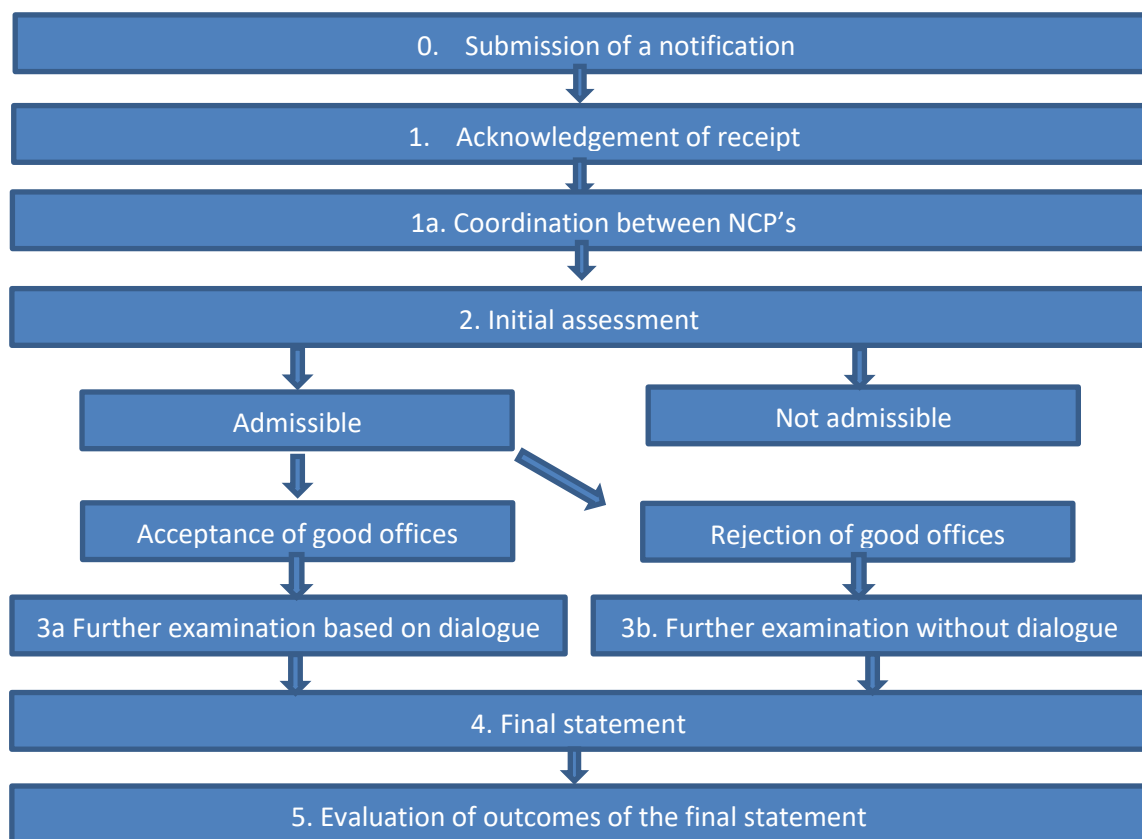 0. Submission of a notification
1. Acknowledgement of receipt
1a. Coordination between NCP’s
2. Initial assessment
Admissible
Not admissible
Acceptance of good offices
Rejection of good offices
3a Further examination based on dialogue
3b. Further examination without dialogue
4. Final statement
5. Evaluation of outcomes of the final statement